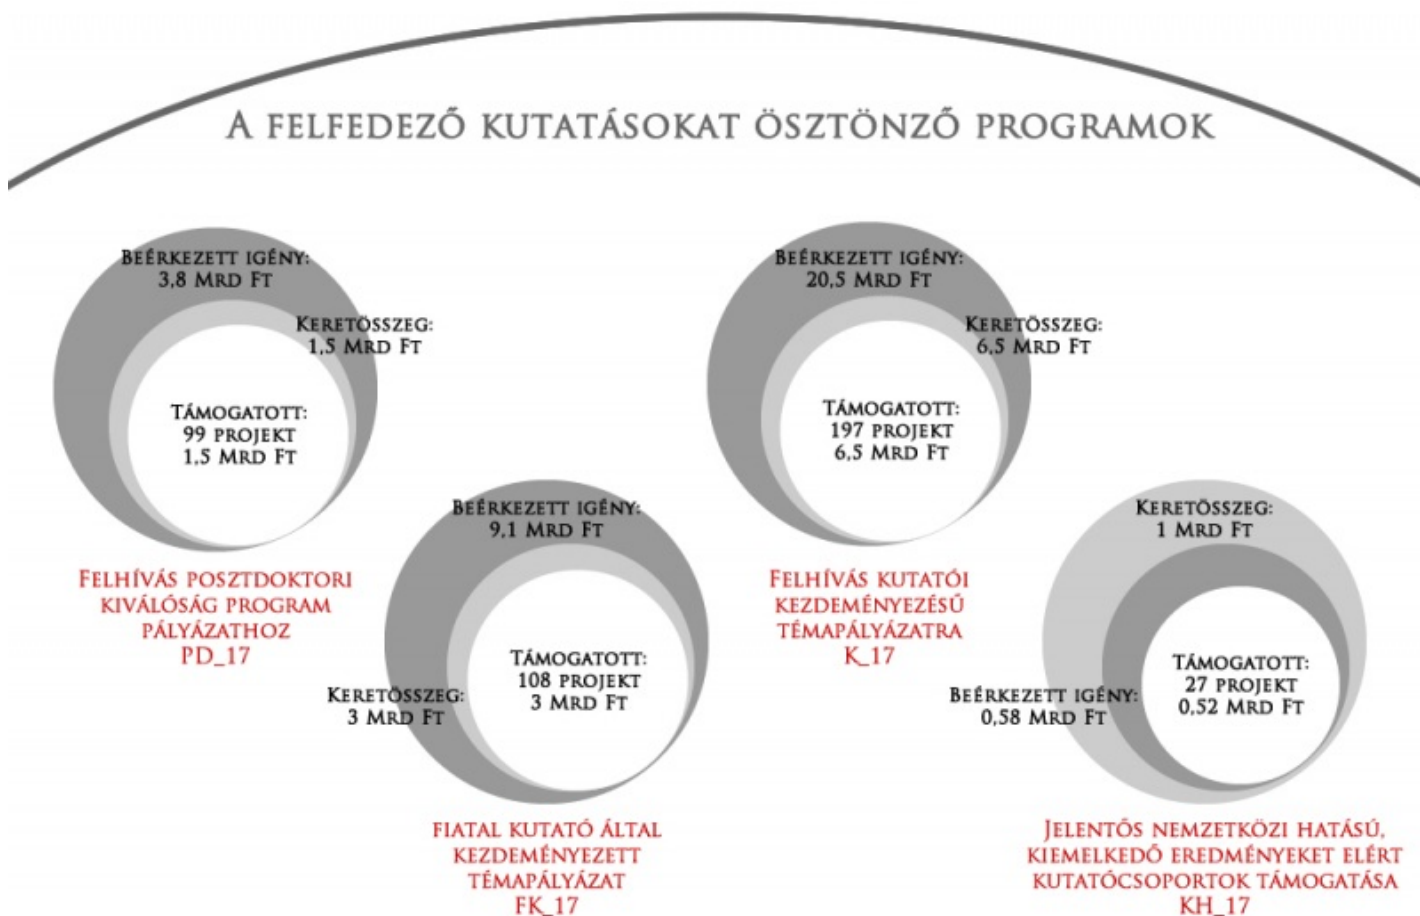 A FELFEDEZŐ KUTATÁSOKAT ÖSZTÖNZŐ PROGRAMOK
BEÉRKEZETT IGÉNY:
3,8 MRD FT
KERETÖSSZEG:
1,5 MRD FT
TÁMOGATOTT:
99 PROJEKT
1,5 MRD FT
FELHÍVÁS POSZTDOKTORI
KIVÁLÓSÁG PROGRAM
PÁLYÁZATHOZ
PD_17
BEÉRKEZETT IGÉNY:
9,1 MRD FT
TÁMOGATOTT:
108 PROJEKT
3 MRD FT
KERETÖSSZEG:
3 MRD FT
FIATAL KUTATÓ ÁLTAL
KEZDEMÉNYEZETT
TÉMAPÁLYÁZAT
FK_17
BEÉRKEZETT IGÉNY:
20,5 MRD FT
KERETÖSSZEG:
6,5 MRD FT
TÁMOGATOTT:
197 PROJEKT
6,5 MRD FT
FELHÍVÁS KUTATÓI
KEZDEMÉNYEZÉSŰ
TÉMAPÁLYÁZATRA
K_17
KERETÖSSZEG:
1 MRD FT
TÁMOGATOTT:
27 PROJEKT
0,52 MRD FT
BEÉRKEZETT IGÉNY:
0,58 MRD FT
JELENTŐS NEMZETKÖZI HATÁSÚ,
KIEMELKEDŐ EREDMÉNYEKET ELÉRT
KUTATÓCSOPORTOK TÁMOGATÁSA
KH_17